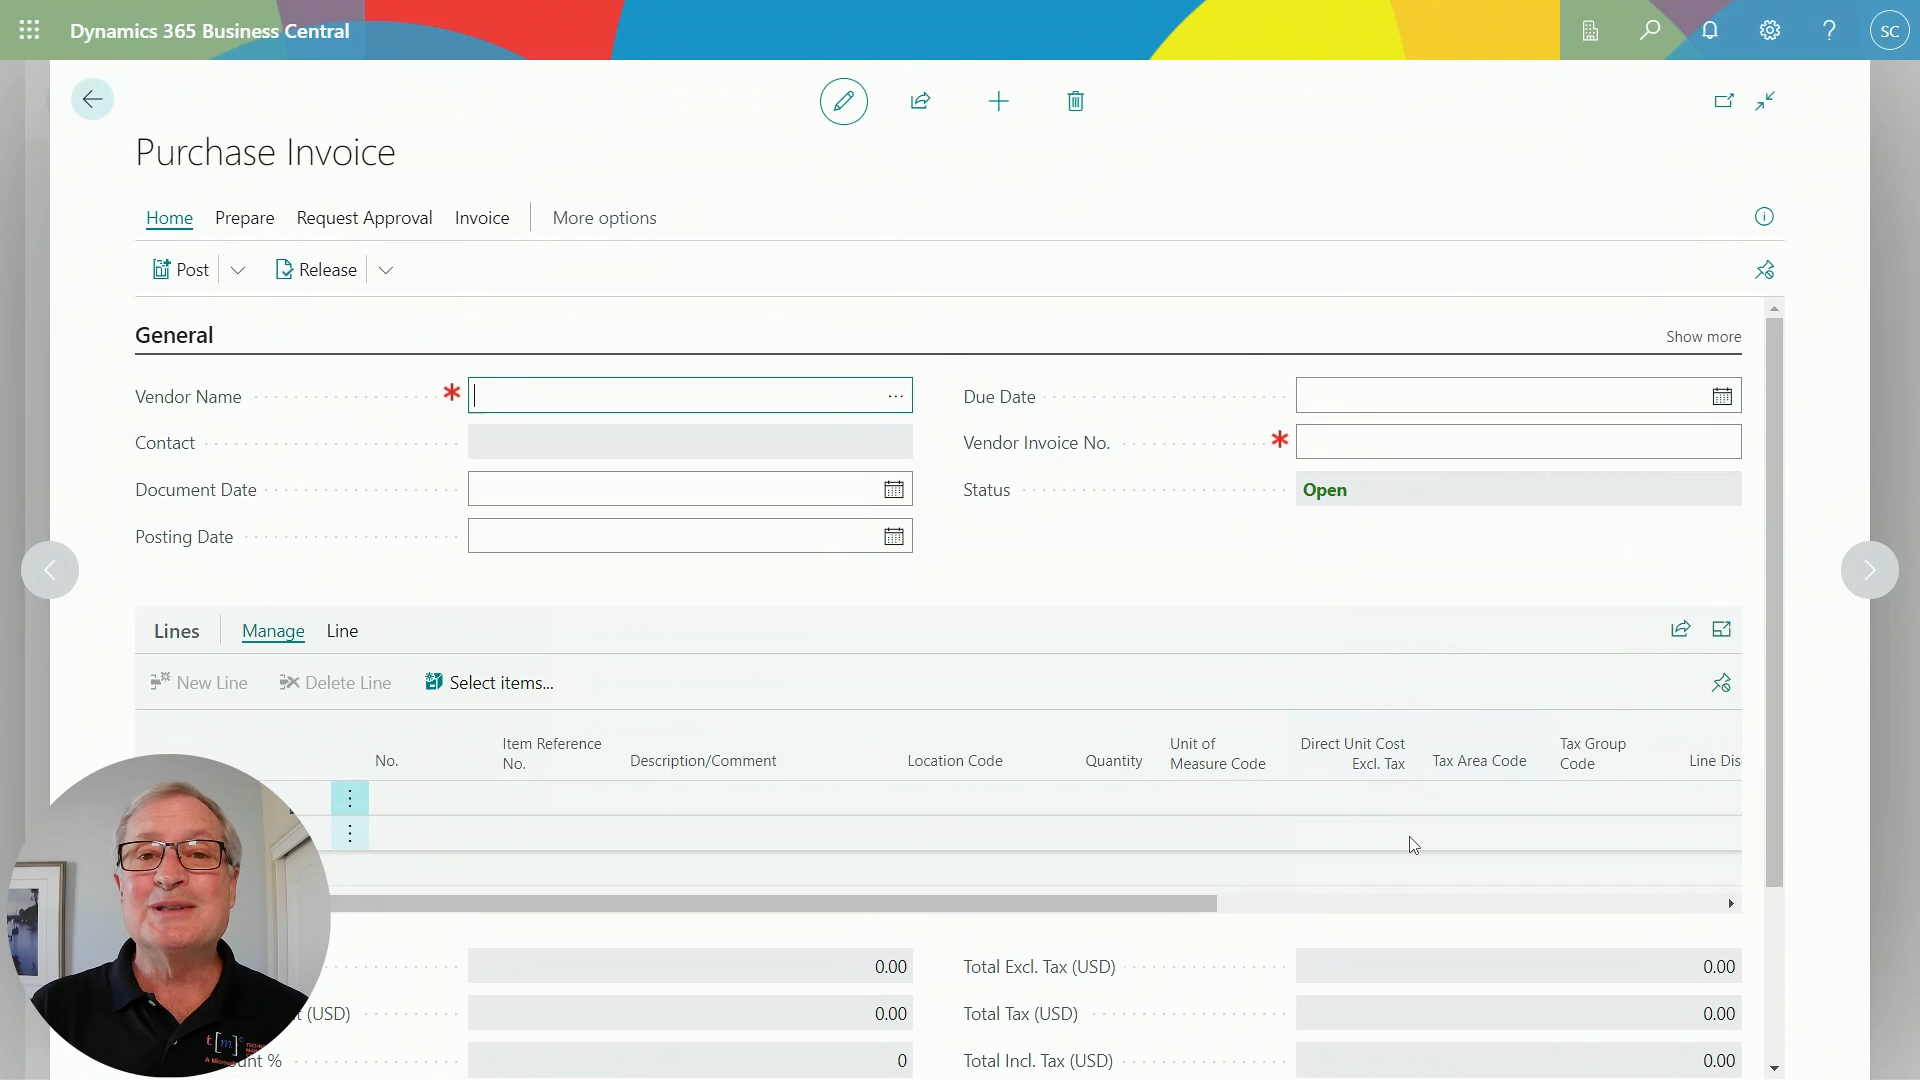 Dynamics 365 Business Central
SC
Purchase Invoice
Home Prepare Request Approval Invoice More options
Post Release
General Show more
Vendor Name * Due Date
Contact Vendor Invoice No. *
Document Date Status Open
Posting Date
Lines Manage Line
New Line Delete Line Select items...
No. Item Reference No. Description/Comment Location Code Quantity Unit of Measure Code Direct Unit Cost Excl. Tax Tax Area Code Tax Group Code Line Dis
0.00 Total Excl. Tax (USD) 0.00
(USD) 0.00 Total Tax (USD) 0.00
% 0 Total Incl. Tax (USD) 0.00
t[m]c